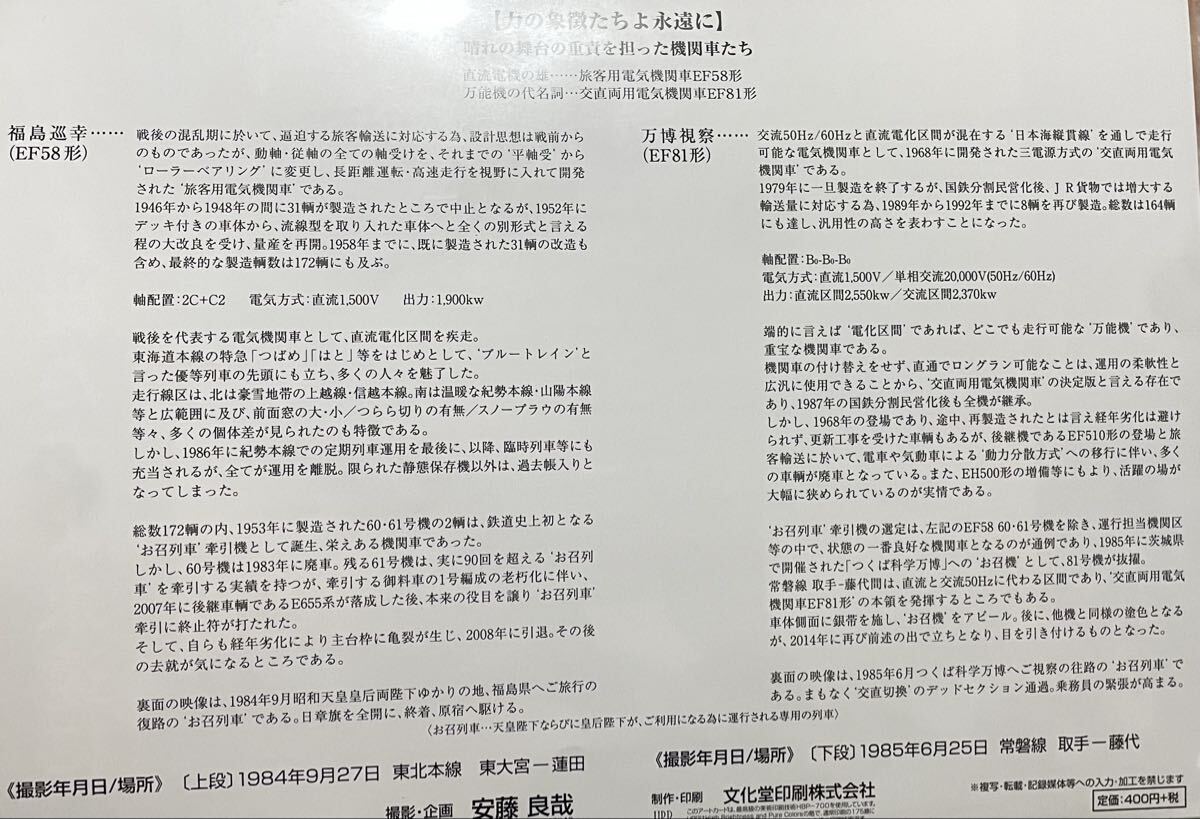 【力の象徴たちよ永遠に】
晴れの舞台の重責を担った機関車たち
直流電機の雄……旅客用電気機関車EF58形
万能機の代名詞…交直両用電気機関車EF81形
福島巡幸……
(EF58形)
戦後の混乱期に於いて、逼迫する旅客輸送に対応する為、設計思想は戦前から
のものであったが、動軸・従軸の全ての軸受けを、それまでの‘平軸受’から
‘ローラーベアリング’に変更し、長距離運転・高速走行を視野に入れて開発
された‘旅客用電気機関車’である。
1946年から1948年の間に31輌が製造されたところで中止となるが、1952年に
デッキ付きの車体から、流線型を取り入れた車体へと全くの別形式と言える
程の大改良を受け、量産を再開。1958年までに、既に製造された31輌の改造も
含め、最終的な製造輌数は172輌にも及ぶ。
軸配置:2C+C2 電気方式:直流1,500V 出力:1,900kw
戦後を代表する電気機関車として、直流電化区間を疾走。
東海道本線の特急「つばめ」「はと」等をはじめとして、‘ブルートレイン’と
言った優等列車の先頭にも立ち、多くの人々を魅了した。
走行線区は、北は豪雪地帯の上越線・信越本線。南は温暖な紀勢本線・山陽本線
等と広範囲に及び、前面窓の大・小／つらら切りの有無／スノープラウの有無
等々、多くの個体差が見られたのも特徴である。
しかし、1986年に紀勢本線での定期列車運用を最後に、以降、臨時列車等にも
充当されるが、全てが運用を離脱。限られた静態保存機以外は、過去帳入りと
なってしまった。
総数172輌の内、1953年に製造された60・61号機の2輌は、鉄道史上初となる
‘お召列車’牽引機として誕生、栄えある機関車であった。
しかし、60号機は1983年に廃車。残る61号機は、実に90回を超える‘お召列
車’を牽引する実績を持つが、牽引する御料車の1号編成の老朽化に伴い、
2007年に後継車輌であるE655系が落成した後、本来の役目を譲り‘お召列車’
牽引に終止符が打たれた。
そして、自らも経年劣化により主台枠に亀裂が生じ、2008年に引退。その後
の去就が気になるところである。
裏面の映像は、1984年9月昭和天皇皇后両陛下ゆかりの地、福島県へご旅行の
復路の‘お召列車’である。日章旗を全開に、終着、原宿へ駆ける。
万博視察……
(EF81形)
交流50Hz/60Hzと直流電化区間が混在する‘日本海縦貫線’を通しで走行
可能な電気機関車として、1968年に開発された三電源方式の‘交直両用電気
機関車’である。
1979年に一旦製造を終了するが、国鉄分割民営化後、JR貨物では増大する
輸送量に対応する為、1989年から1992年までに8輌を再び製造。総数は164輌
にも達し、汎用性の高さを表わすことになった。
軸配置:B₀-B₀-B₀
電気方式:直流1,500V／単相交流20,000V(50Hz/60Hz)
出力:直流区間2,550kw／交流区間2,370kw
端的に言えば‘電化区間’であれば、どこでも走行可能な‘万能機’であり、
重宝な機関車である。
機関車の付け替えをせず、直通でロングラン可能なことは、運用の柔軟性と
広汎に使用できることから、‘交直両用電気機関車’の決定版と言える存在で
あり、1987年の国鉄分割民営化後も全機が継承。
しかし、1968年の登場であり、途中、再製造されたとは言え経年劣化は避け
られず、更新工事を受けた車輌もあるが、後継機であるEF510形の登場と旅
客輸送に於いて、電車や気動車による‘動力分散方式’への移行に伴い、多く
の車輌が廃車となっている。また、EH500形の増備等にもより、活躍の場が
大幅に狭められているのが実情である。
‘お召列車’牽引機の選定は、左記のEF58 60・61号機を除き、運行担当機関区
等の中で、状態の一番良好な機関車となるのが通例であり、1985年に茨城県
で開催された「つくば科学万博」への‘お召機’として、81号機が抜擢。
常磐線 取手−藤代間は、直流と交流50Hzに代わる区間であり、‘交直両用電気
機関車EF81形’の本領を発揮するところでもある。
車体側面に銀帯を施し、‘お召機’をアピール。後に、他機と同様の塗色となる
が、2014年に再び前述の出で立ちとなり、目を引き付けるものとなった。
裏面の映像は、1985年6月つくば科学万博へご視察の往路の‘お召列車’で
ある。まもなく‘交直切換’のデッドセクション通過。乗務員の緊張が高まる。
〈お召列車…天皇陛下ならびに皇后陛下が、ご利用になる為に運行される専用の列車〉
《撮影年月日/場所》 〔上段〕1984年9月27日 東北本線 東大宮−蓮田
《撮影年月日/場所》 〔下段〕1985年6月25日 常磐線 取手−藤代
撮影・企画 安藤 良哉
制作・印刷 文化堂印刷株式会社
※複写・転載・記録媒体等への入力・加工を禁じます
定価:400円+税